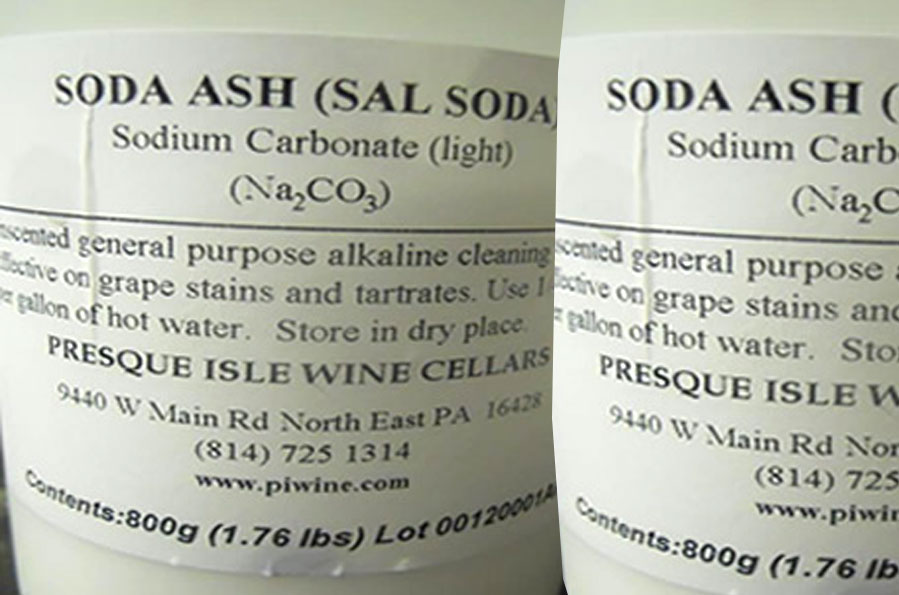 SODA ASH (SAL SODA)
Sodium Carbonate (light)
(Na₂CO₃)
general purpose alkaline cleaning
on grape stains and tartrates. Use
gallon of hot water. Store in dry place.
PRESQUE ISLE WINE CELLARS
9440 W Main Rd North East PA 16428
(814) 725 1314
www.piwine.com
Contents:800g (1.76 lbs) Lot 00120001A
SODA ASH (
Sodium Carb
(Na₂C
scented general purpose
on grape stains and
gallon of hot water. Sto
PRESQUE ISLE W
9440 W Main Rd Nor
(814) 725
www.piwin
Contents:800g (1.76 lb